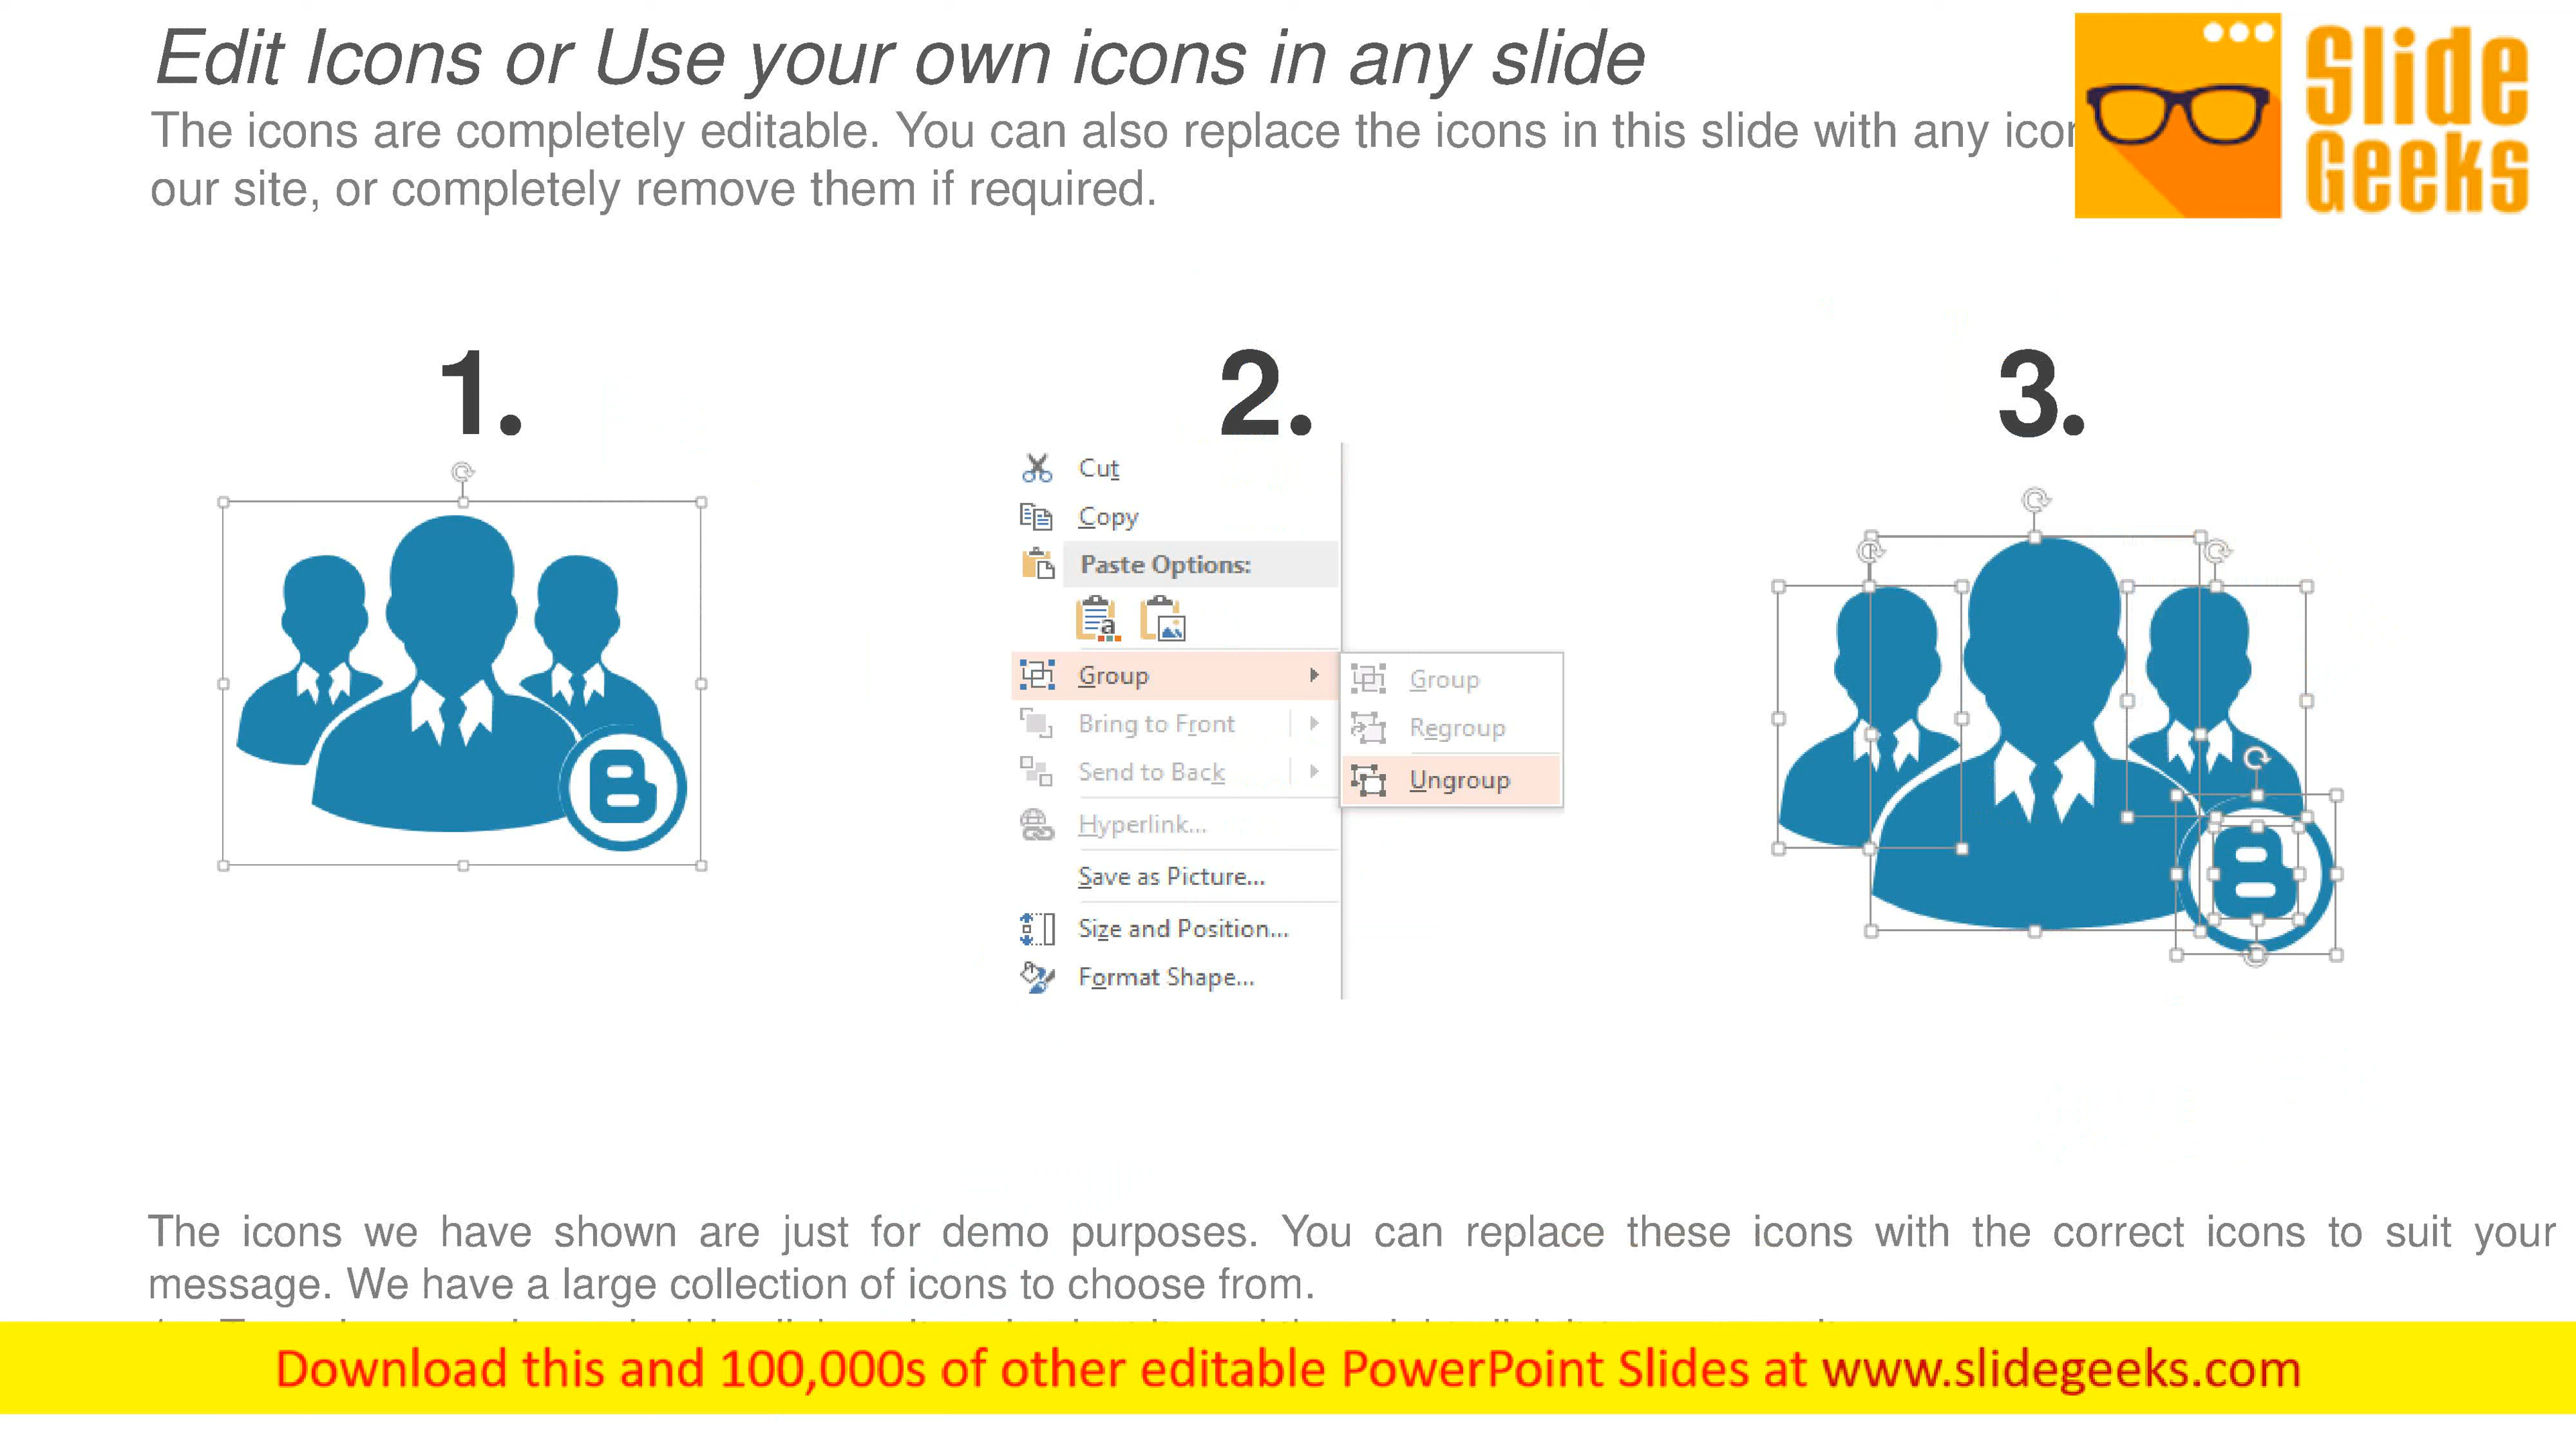 Edit Icons or Use your own icons in any slide
The icons are completely editable. You can also replace the icons in this slide with any
our site, or completely remove them if required.
Slide
Geeks
1.
2.
3.
Cut
Copy
Paste Options:
Group
Bring to Front
Send to Back
Hyperlink...
Save as Picture...
Size and Position...
Format Shape...
Group
Regroup
Ungroup
B
B
The icons we have shown are just for demo purposes. You can replace these icons with the correct icons to suit your
message. We have a large collection of icons to choose from.
Download this and 100,000s of other editable PowerPoint Slides at www.slidegeeks.com